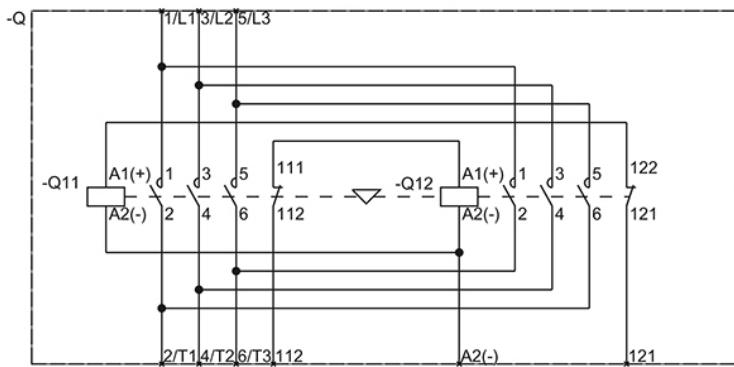 -Q 1/L1 3/L2 5/L3
111 122
-Q11 A1(+) 1 3 5 -Q12 A1(+) 1 3 5
A2(-) 2 4 6 112 A2(-) 2 4 6 121
2/T1 4/T2 6/T3 112 A2(-) 121